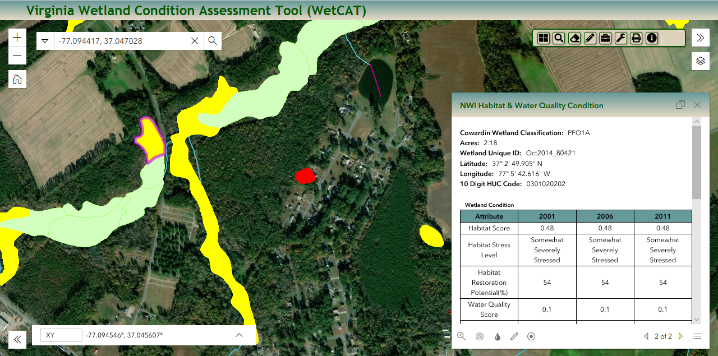 Virginia Wetland Condition Assessment Tool (WetCAT)
-77.094417, 37.047028
NWI Habitat & Water Quality Condition
Cowardin Wetland Classification: PFO1A
Acres: 2.18
Wetland Unique ID: Oct2014_80421
Latitude: 37° 2' 49.905" N
Longitude: 77° 5' 42.616" W
10 Digit HUC Code: 0301020202
Wetland Condition
Attribute 2001 2006 2011
Habitat Score 0.48 0.48 0.48
Habitat Stress Level Somewhat Severely Stressed Somewhat Severely Stressed Somewhat Severely Stressed
Habitat Restoration Potential(%) 54 54 54
Water Quality Score 0.1 0.1 0.1
XY -77.094546°, 37.045607°
2 of 2